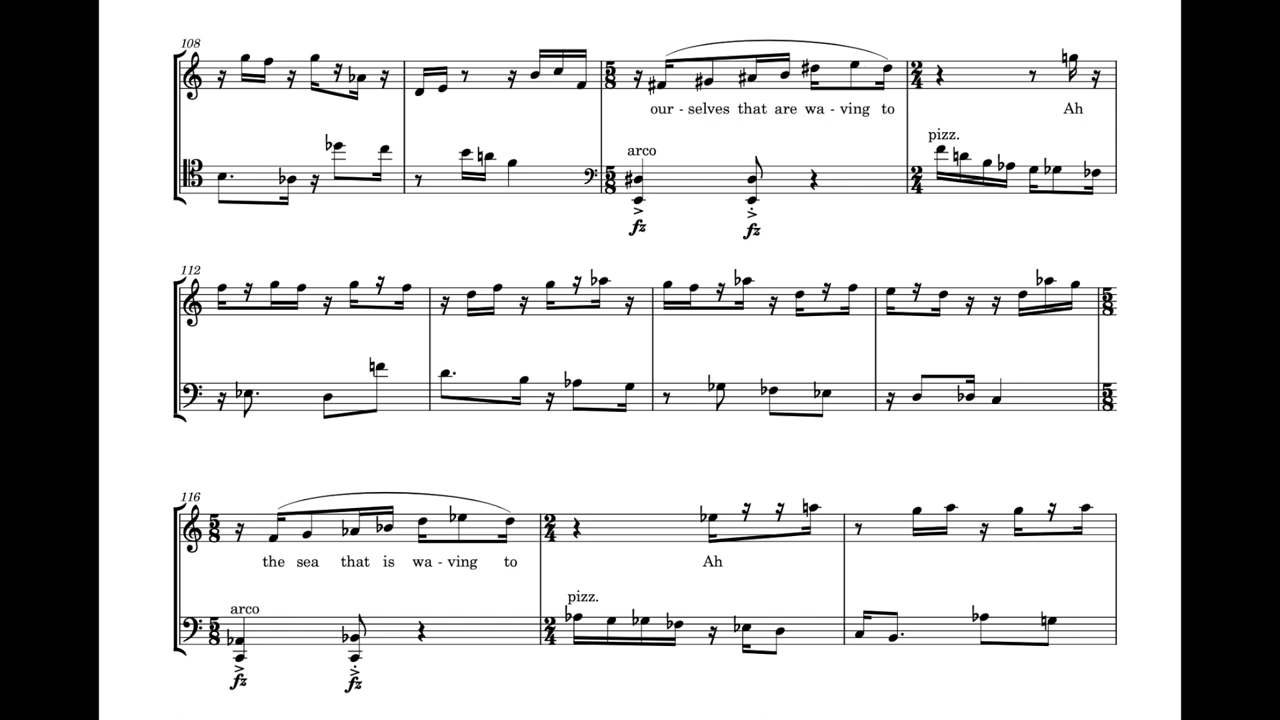 108
our - selves that are wa - ving to Ah
arco
pizz.
fz fz
112
116
the sea that is wa - ving to Ah
arco
pizz.
fz fz